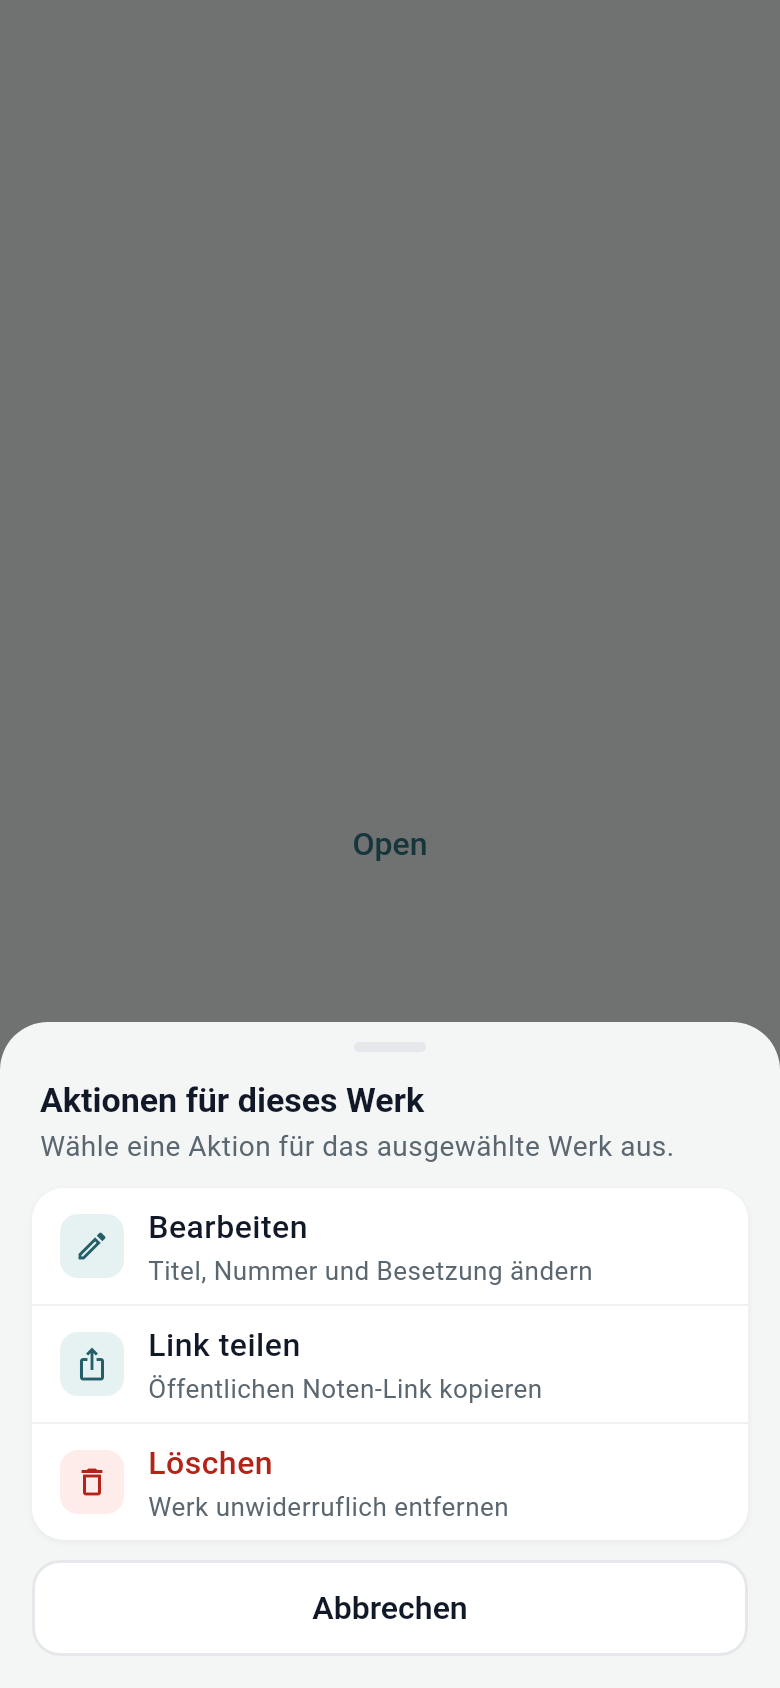 Open
Aktionen für dieses Werk
Wähle eine Aktion für das ausgewählte Werk aus.
Bearbeiten
Titel, Nummer und Besetzung ändern
Link teilen
Öffentlichen Noten-Link kopieren
Löschen
Werk unwiderruflich entfernen
Abbrechen